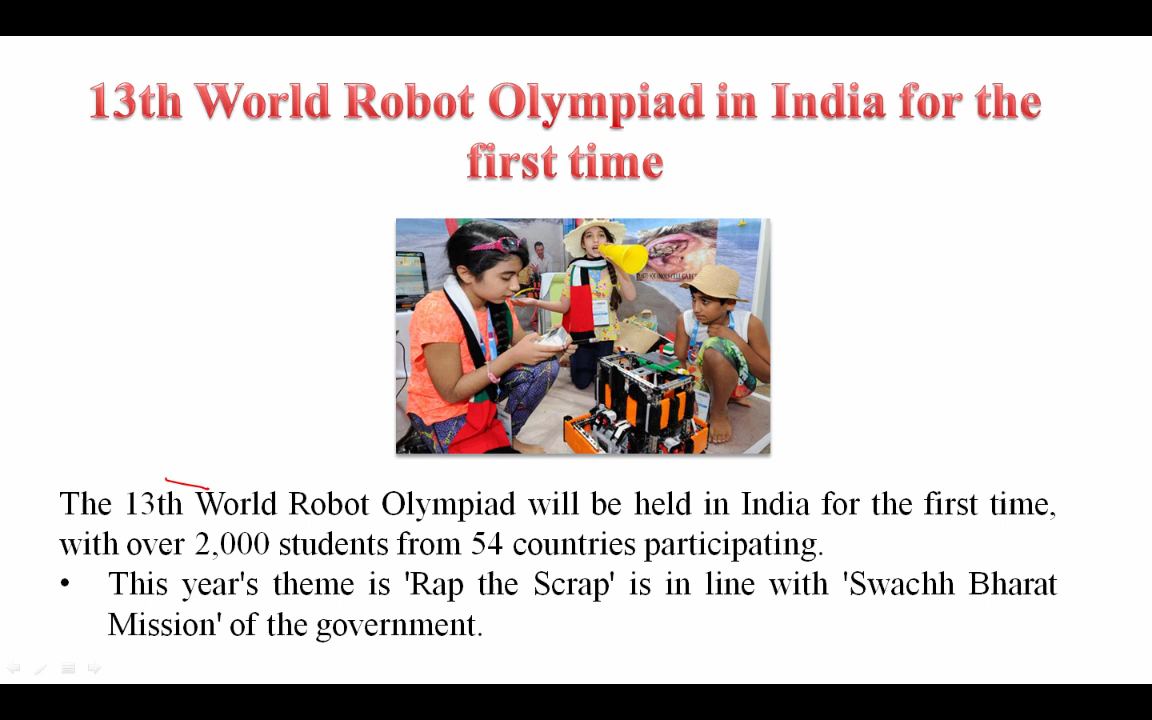 13th World Robot Olympiad in India for the
first time
The 13th World Robot Olympiad will be held in India for the first time,
with over 2,000 students from 54 countries participating.
• This year's theme is 'Rap the Scrap' is in line with 'Swachh Bharat
Mission' of the government.